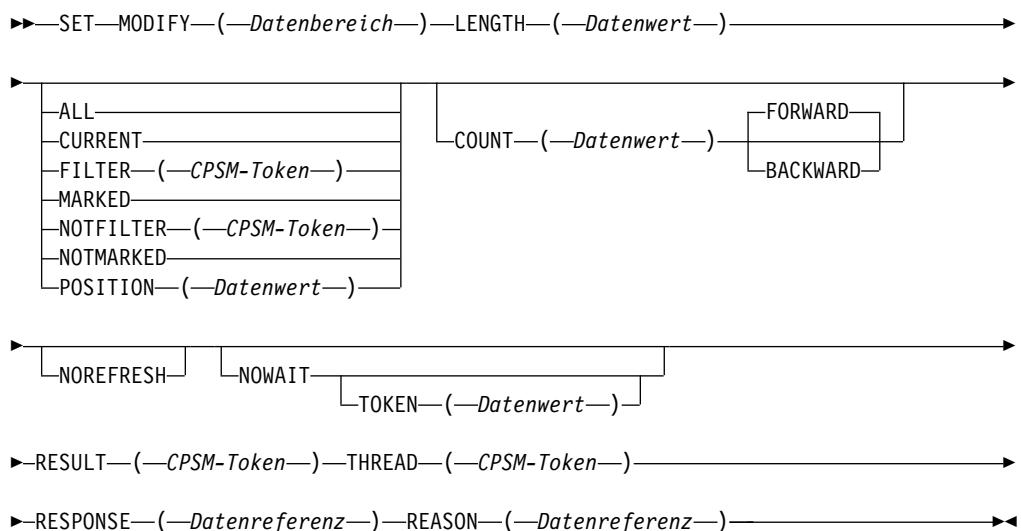 SET MODIFY ( Datenbereich ) LENGTH ( Datenwert )
ALL
CURRENT
FILTER ( CPSM-Token )
MARKED
NOTFILTER ( CPSM-Token )
NOTMARKED
POSITION ( Datenwert )
COUNT ( Datenwert )
FORWARD
BACKWARD
NOREFRESH
NOWAIT
TOKEN ( Datenwert )
RESULT ( CPSM-Token ) THREAD ( CPSM-Token )
RESPONSE ( Datenreferenz ) REASON ( Datenreferenz )